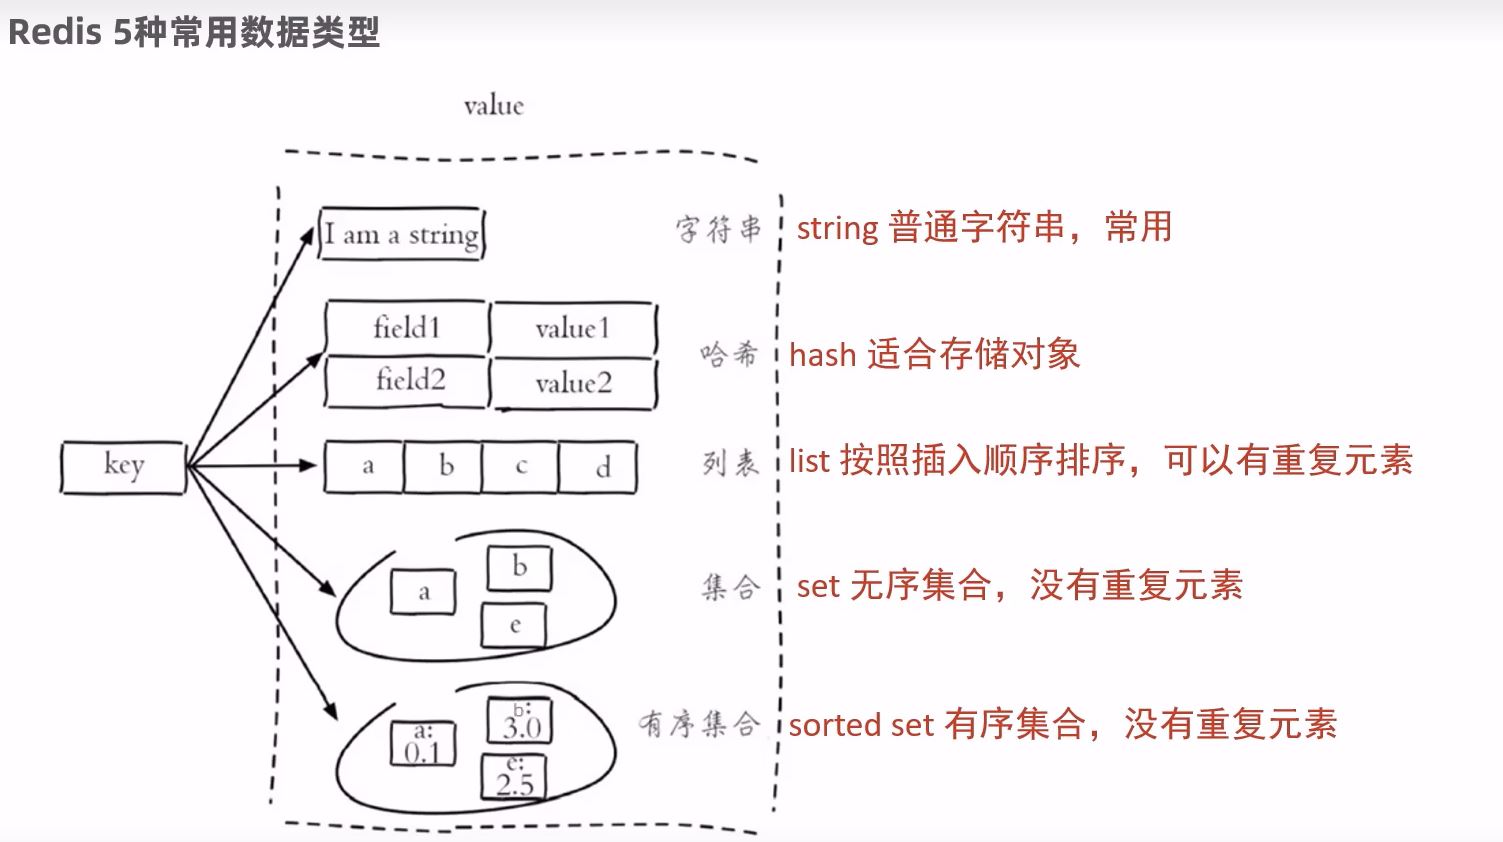 Redis 5种常用数据类型
value
I am a string
字符串
string 普通字符串，常用
field1 value1
field2 value2
哈希
hash 适合存储对象
key
a b c d
列表
list 按照插入顺序排序，可以有重复元素
a b e
集合
set 无序集合，没有重复元素
a: 0.1
b: 3.0
e: 2.5
有序集合
sorted set 有序集合，没有重复元素